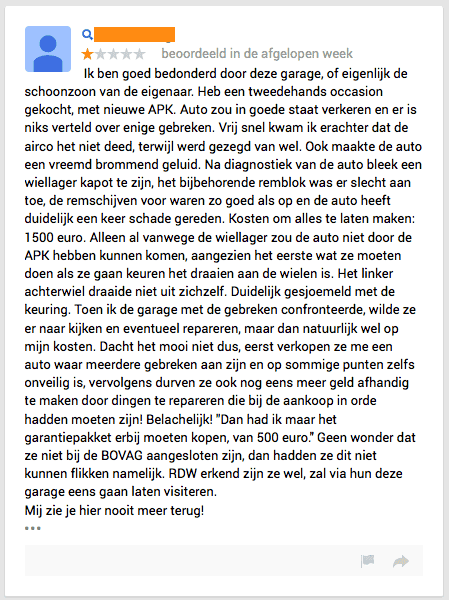 beoordeeld in de afgelopen week
Ik ben goed bedonderd door deze garage, of eigenlijk de
schoonzoon van de eigenaar. Heb een tweedehands occasion
gekocht, met nieuwe APK. Auto zou in goede staat verkeren en er is
niks verteld over enige gebreken. Vrij snel kwam ik erachter dat de
airco het niet deed, terwijl werd gezegd van wel. Ook maakte de auto
een vreemd brommend geluid. Na diagnostiek van de auto bleek een
wiellager kapot te zijn, het bijbehorende remblok was er slecht aan
toe, de remschijven voor waren zo goed als op en de auto heeft
duidelijk een keer schade gereden. Kosten om alles te laten maken:
1500 euro. Alleen al vanwege de wiellager zou de auto niet door de
APK hebben kunnen komen, aangezien het eerste wat ze moeten
doen als ze gaan keuren het draaien aan de wielen is. Het linker
achterwiel draaide niet uit zichzelf. Duidelijk gesjoemeld met de
keuring. Toen ik de garage met de gebreken confronteerde, wilde ze
er naar kijken en eventueel repareren, maar dan natuurlijk wel op
mijn kosten. Dacht het mooi niet dus, eerst verkopen ze me een
auto waar meerdere gebreken aan zijn en op sommige punten zelfs
onveilig is, vervolgens durven ze ook nog eens meer geld afhandig
te maken door dingen te repareren die bij de aankoop in orde
hadden moeten zijn! Belachelijk! "Dan had ik maar het
garantiepakket erbij moeten kopen, van 500 euro." Geen wonder dat
ze niet bij de BOVAG aangesloten zijn, dan hadden ze dit niet
kunnen flikken namelijk. RDW erkend zijn ze wel, zal via hun deze
garage eens gaan laten visiteren.
Mij zie je hier nooit meer terug!